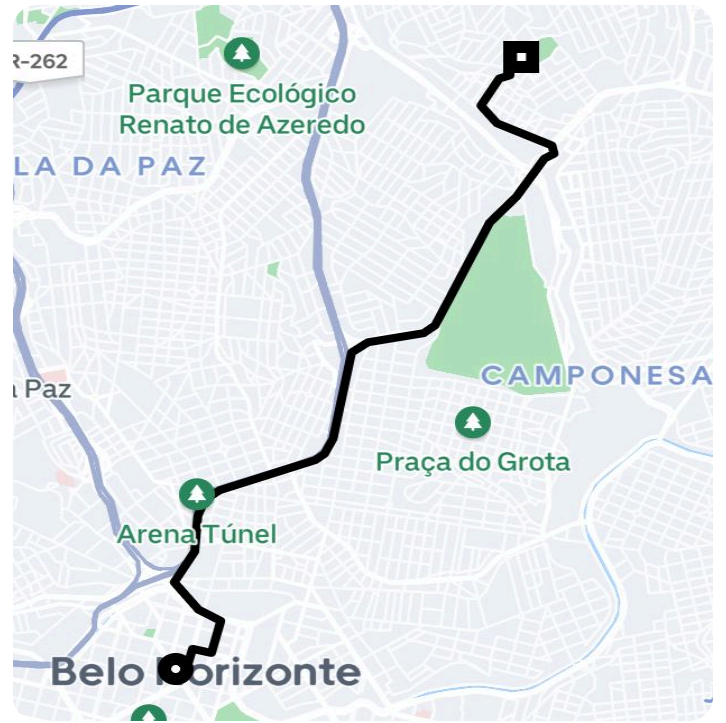 R-262
Parque Ecológico
Renato de Azeredo
LA DA PAZ
CAMPONESA
a Paz
Praça do Grota
Arena Túnel
Belo Horizonte